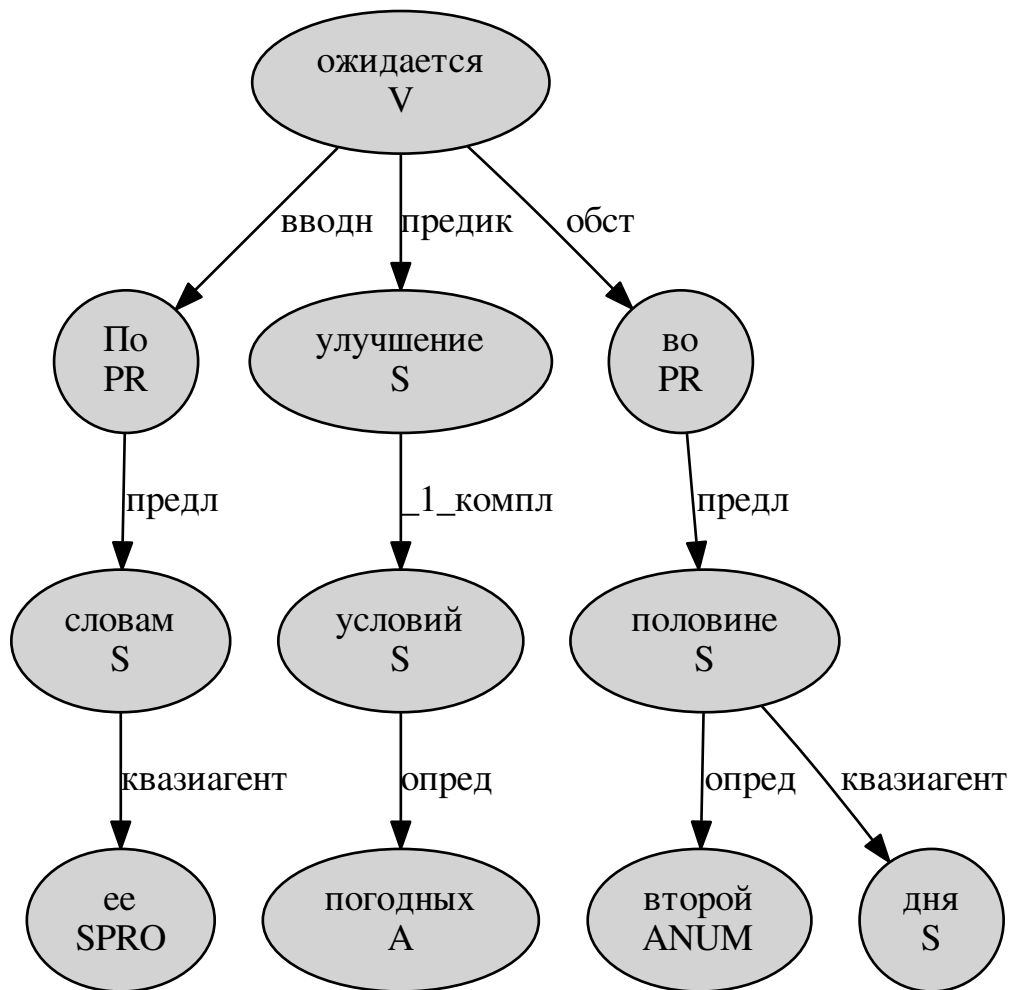 ожидается
V
вводн
предик
обст
По
PR
улучшение
S
во
PR
предл
_1_компл
предл
словам
S
условий
S
половине
S
квазиагент
опред
опред
квазиагент
ее
SPRO
погодных
A
второй
ANUM
дня
S